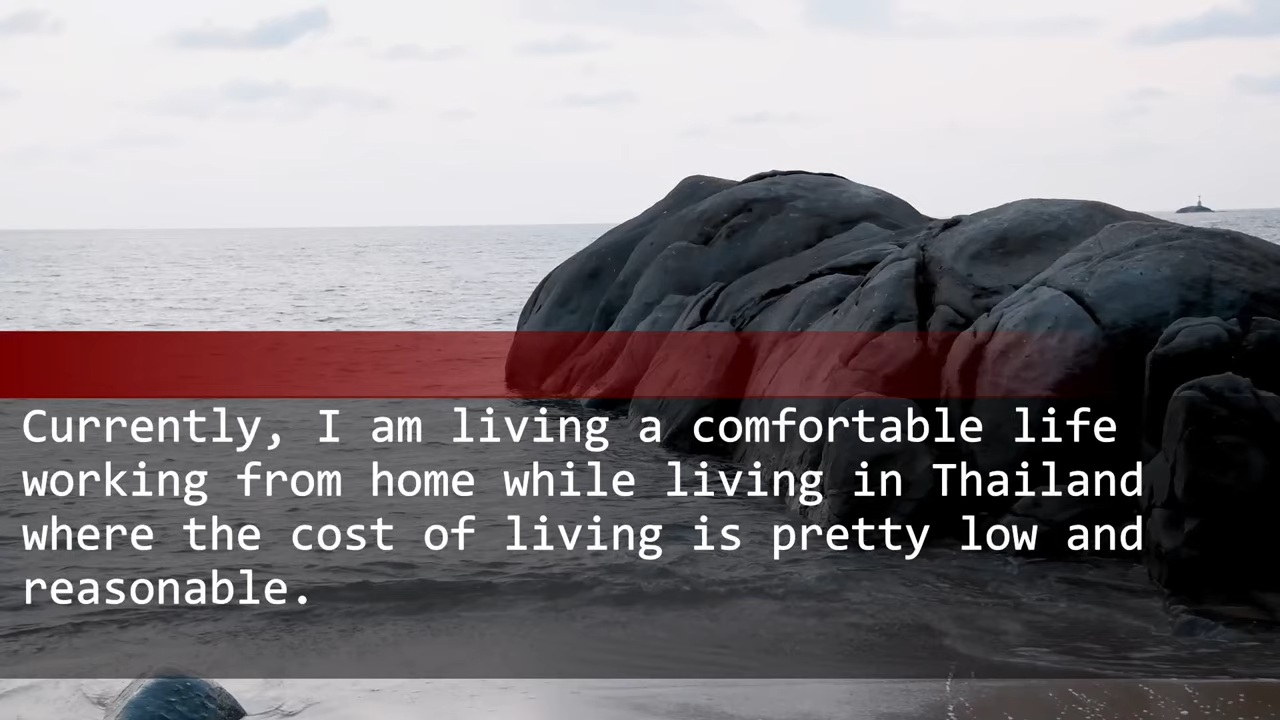 Currently, I am living a comfortable life
working from home while living in Thailand
where the cost of living is pretty low and
reasonable.